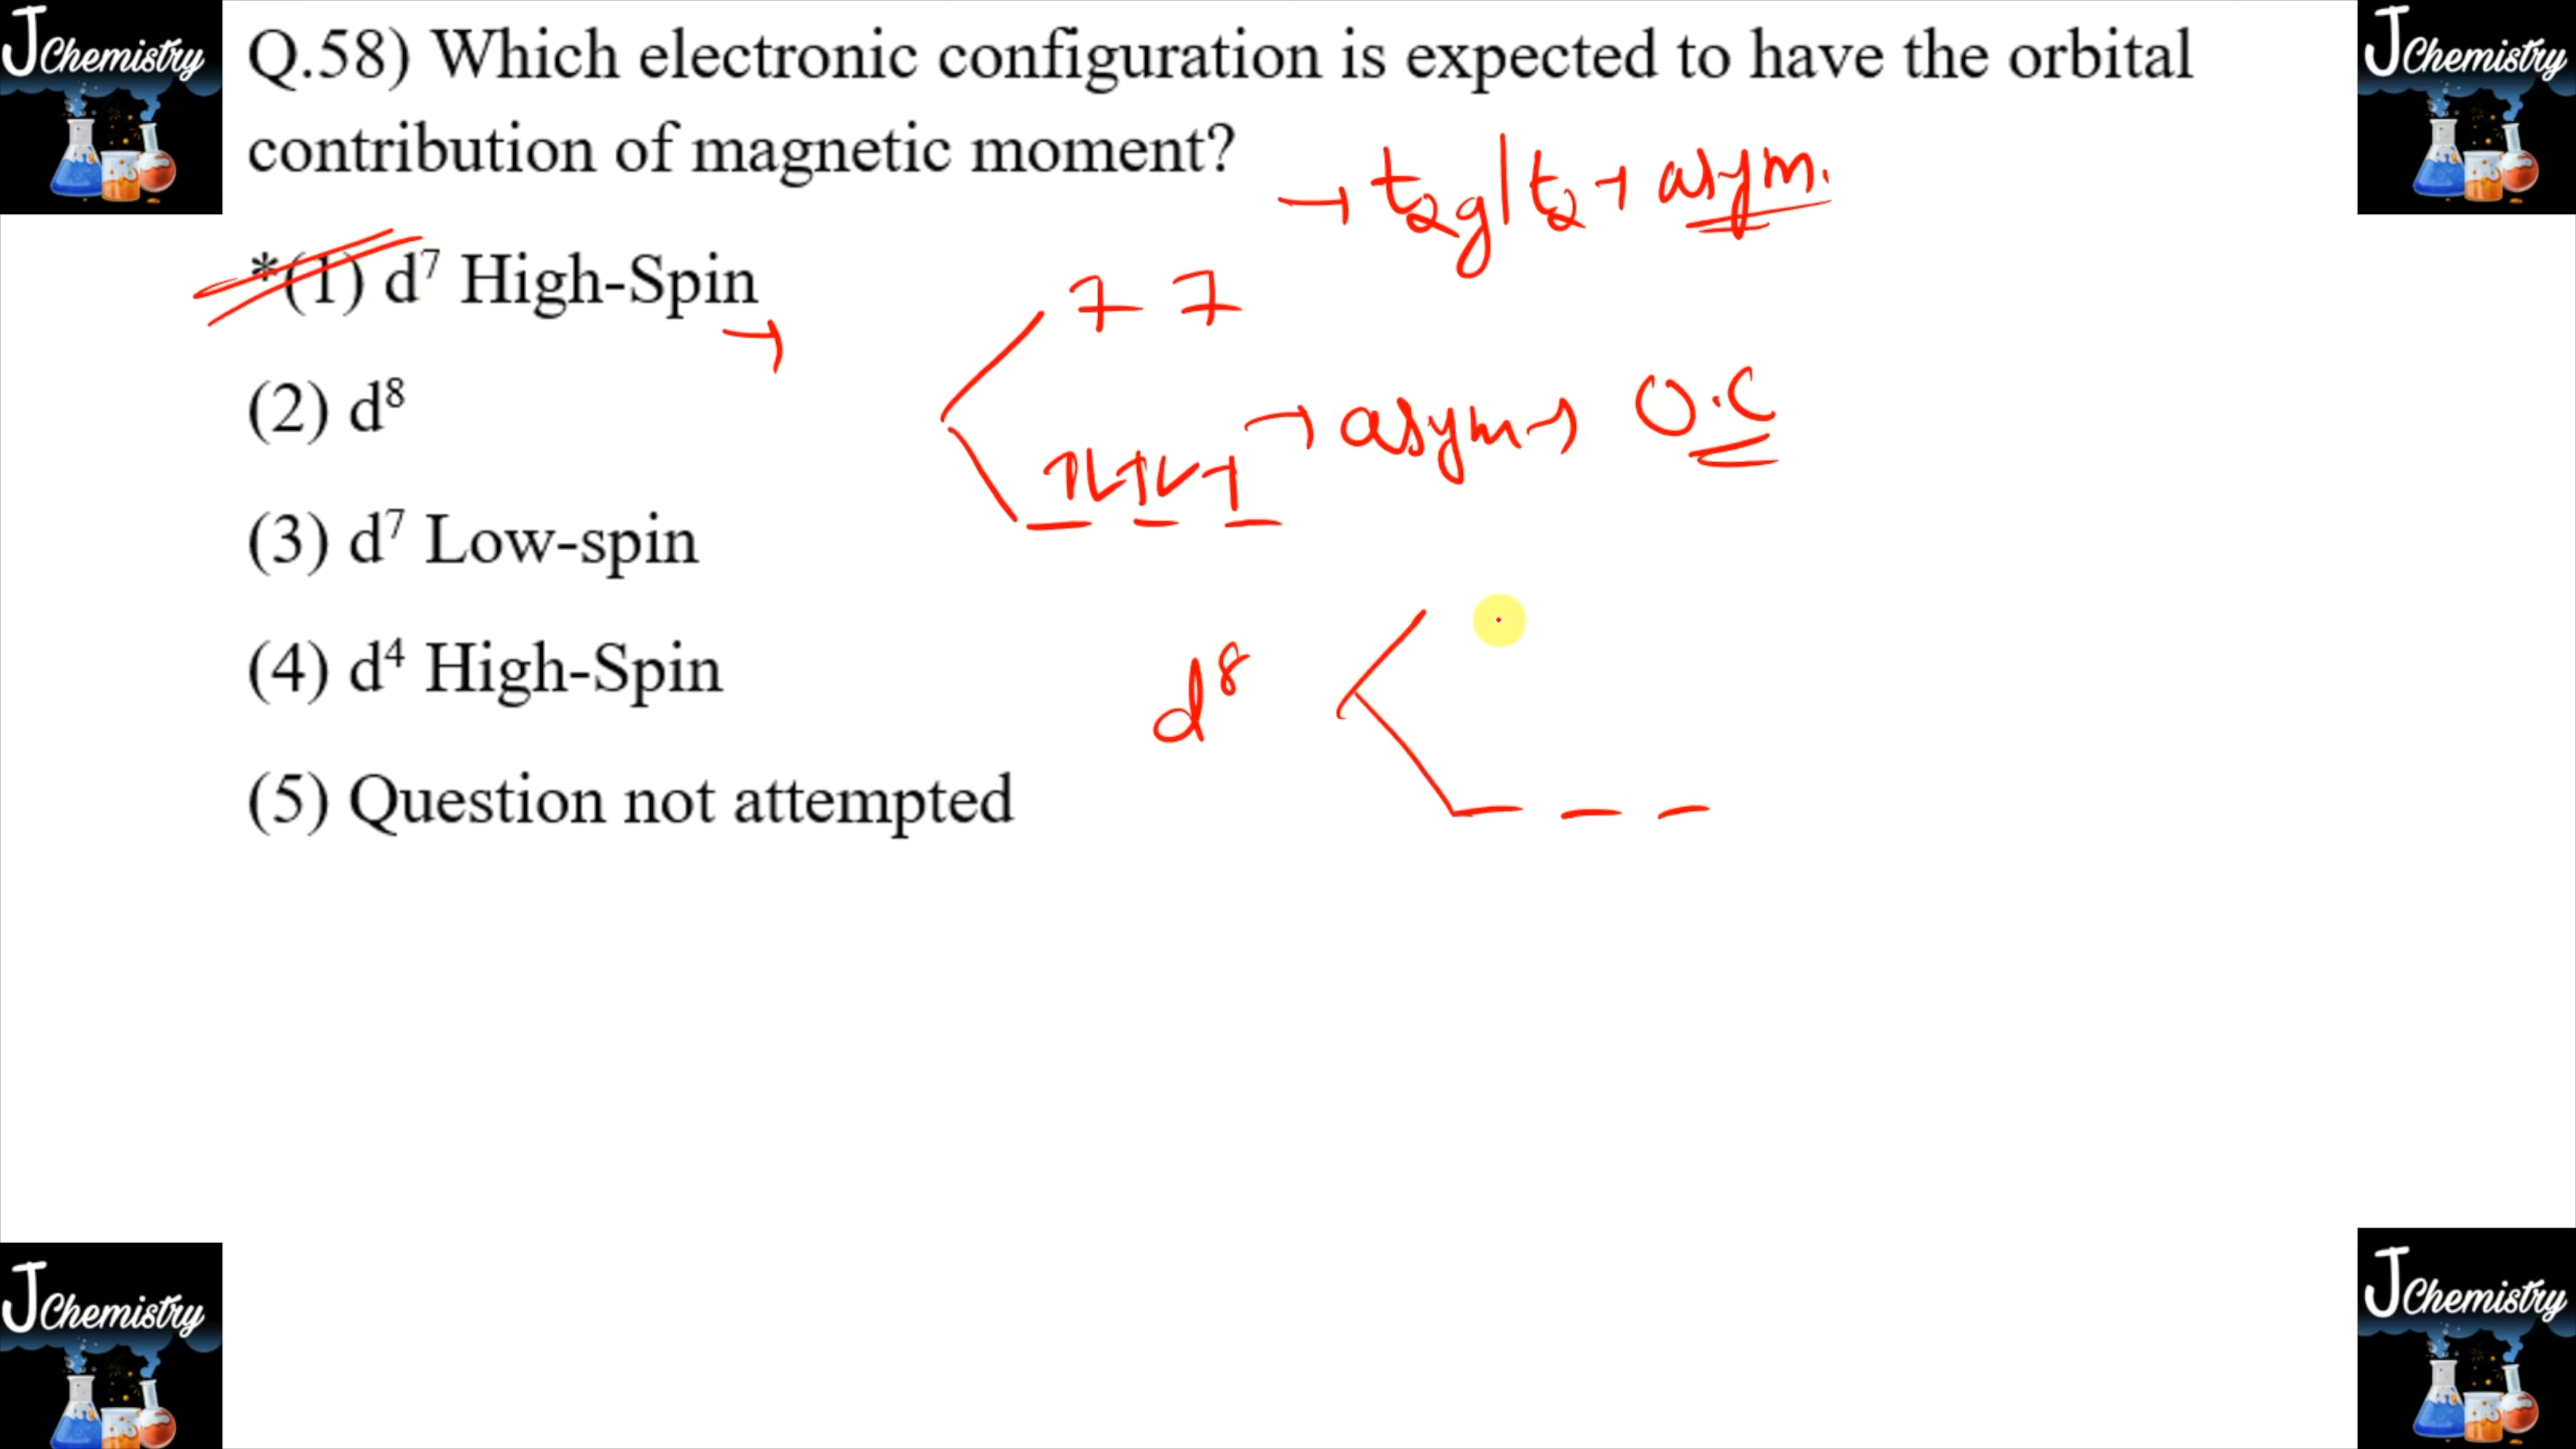 JChemistry
JChemistry
Q.58) Which electronic configuration is expected to have the orbital
contribution of magnetic moment?
→ t2g/t2 → asym.
*(1) d⁷ High-Spin
→ asym → O.C
(2) d⁸
(3) d⁷ Low-spin
(4) d⁴ High-Spin
d⁸
(5) Question not attempted
JChemistry
JChemistry